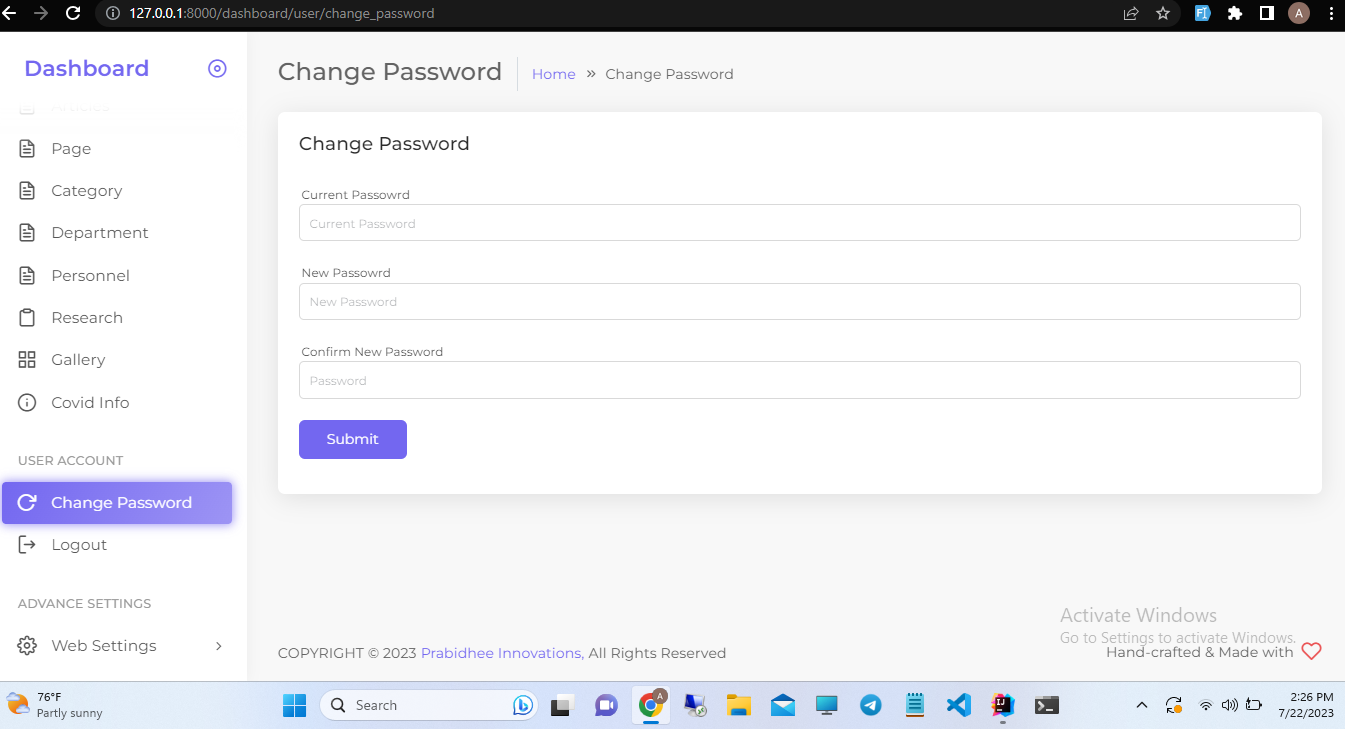 127.0.0.1:8000/dashboard/user/change_password
A
Dashboard
Articles
Page
Category
Department
Personnel
Research
Gallery
Covid Info
USER ACCOUNT
Change Password
Logout
ADVANCE SETTINGS
Web Settings
Change Password
Home » Change Password
Change Password
Current Passowrd
Current Password
New Passowrd
New Password
Confirm New Password
Password
Submit
Activate Windows
Go to Settings to activate Windows.
COPYRIGHT © 2023 Prabidhee Innovations, All Rights Reserved
Hand-crafted & Made with
76°F
Partly sunny
Search
A
2:26 PM
7/22/2023